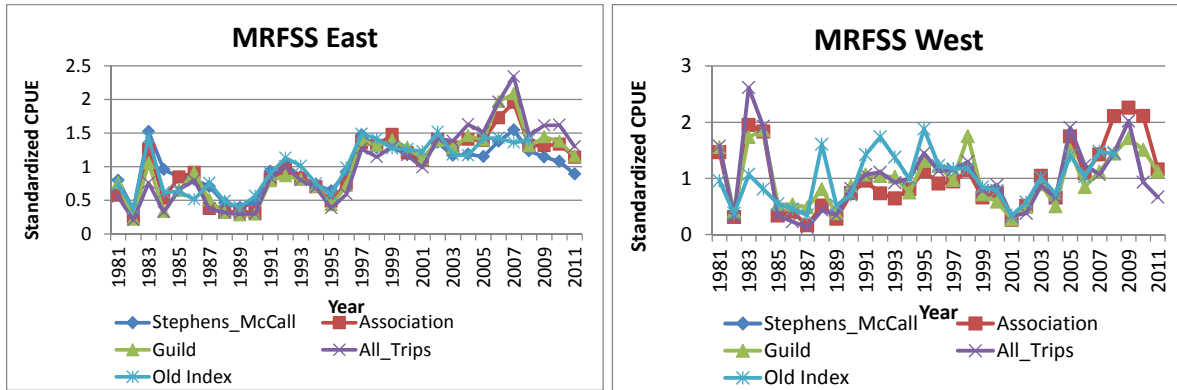 MRFSS East
Standardized CPUE
2.5
2
1.5
1
0.5
0
1981
1983
1985
1987
1989
1991
1993
1995
1997
1999
2001
2003
2005
2007
2009
2011
Year
Stephens_McCall
Association
Guild
All_Trips
Old Index
MRFSS West
Standardized CPUE
3
2
1
0
1981
1983
1985
1987
1989
1991
1993
1995
1997
1999
2001
2003
2005
2007
2009
2011
Year
Stephens_McCall
Association
Guild
All_Trips
Old Index